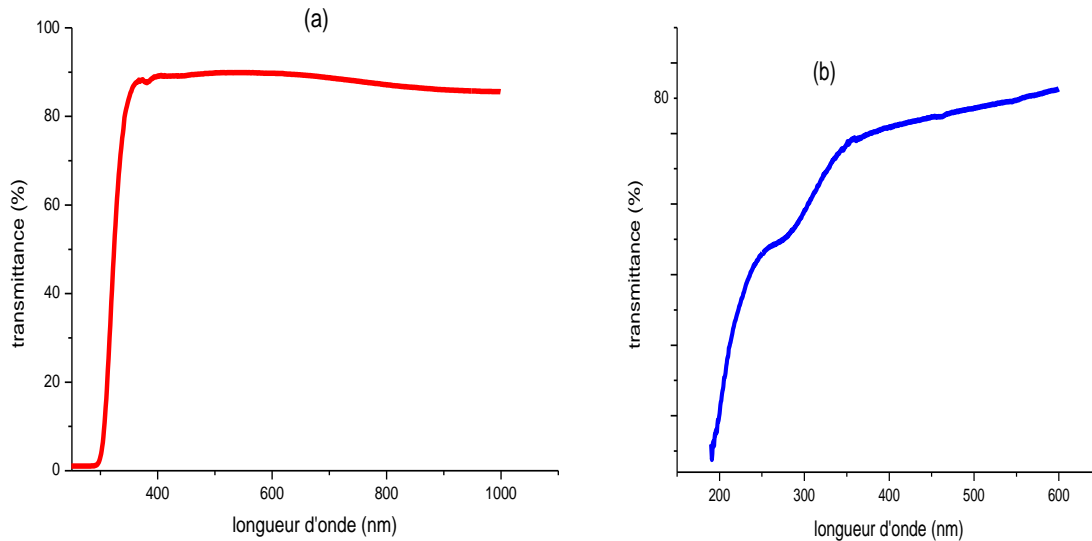 (a)
100
80
60
40
20
0
transmittance (%)
400 600 800 1000
longueur d'onde (nm)
(b)
80
transmittance (%)
200 300 400 500 600
longueur d'onde (nm)